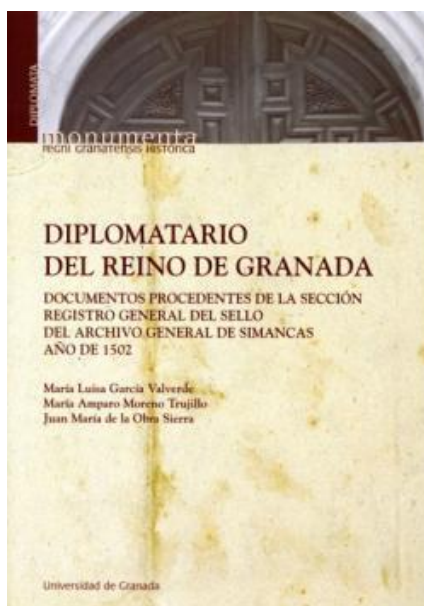 DIPLOMATA
monumenta
REGNI GRANATENSIS HISTORICA
DIPLOMATARIO
DEL REINO DE GRANADA
DOCUMENTOS PROCEDENTES DE LA SECCIÓN
REGISTRO GENERAL DEL SELLO
DEL ARCHIVO GENERAL DE SIMANCAS
AÑO DE 1502
María Luisa García Valverde
María Amparo Moreno Trujillo
Juan María de la Obra Sierra
Universidad de Granada